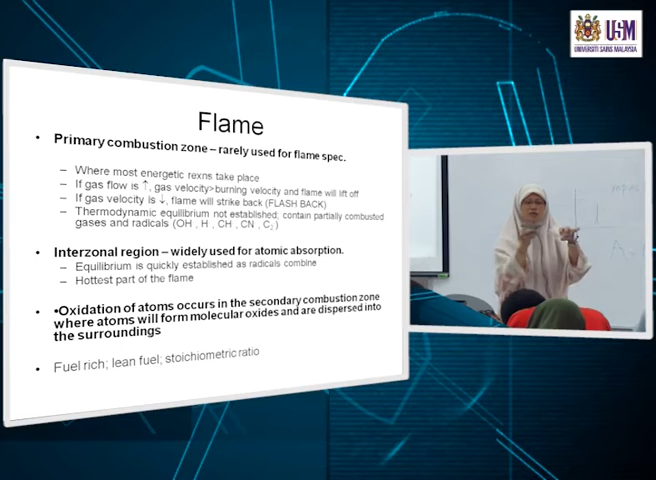 USM
UNIVERSITI SAINS MALAYSIA
Flame
• Primary combustion zone – rarely used for flame spec.
– Where most energetic rexns take place
– If gas flow is ↑, gas velocity>burning velocity and flame will lift off
– If gas velocity is ↓, flame will strike back (FLASH BACK)
– Thermodynamic equilibrium not established; contain partially combusted
gases and radicals (OH , H , CH , CN , C₂ )
• Interzonal region – widely used for atomic absorption.
– Equilibrium is quickly established as radicals combine
– Hottest part of the flame
• •Oxidation of atoms occurs in the secondary combustion zone
where atoms will form molecular oxides and are dispersed into
the surroundings
• Fuel rich; lean fuel; stoichiometric ratio